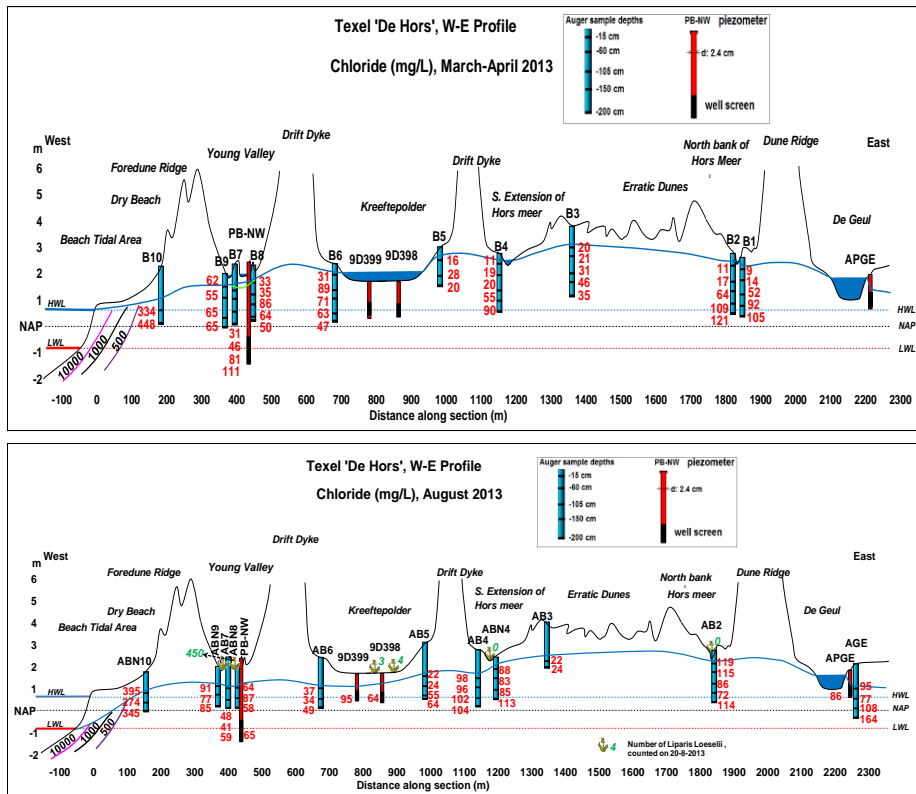 Texel 'De Hors', W-E Profile
Chloride (mg/L), March-April 2013
Auger sample depths
-15 cm
-60 cm
-105 cm
-150 cm
-200 cm
PB-NW piezometer
d: 2.4 cm
well screen
West
East
m
6
5
4
3
2
1
NAP
-1
-2
HWL
LWL
HWL
NAP
LWL
Beach Tidal Area
Dry Beach
Foredune Ridge
Young Valley
Drift Dyke
Kreeftepolder
Drift Dyke
S. Extension of
Hors meer
Erratic Dunes
North bank of
Hors Meer
Dune Ridge
De Geul
10000
1000
500
B10
334
448
B9
62
55
65
65
B7
31
46
81
111
PB-NW
B8
33
35
86
64
50
B6
31
89
71
63
47
9D399 9D398
B5
16
28
20
B4
11
19
20
55
90
B3
20
21
31
46
35
B2
11
17
64
109
121
B1
9
14
52
92
105
APGE
-100 0 100 200 300 400 500 600 700 800 900 1000 1100 1200 1300 1400 1500 1600 1700 1800 1900 2000 2100 2200 2300
Distance along section (m)
Texel 'De Hors', W-E Profile
Chloride (mg/L), August 2013
Auger sample depths
-15 cm
-60 cm
-105 cm
-150 cm
-200 cm
PB-NW piezometer
d: 2.4 cm
well screen
West
East
m
6
5
4
3
2
1
NAP
-1
-2
HWL
LWL
HWL
NAP
LWL
Beach Tidal Area
Dry Beach
Foredune Ridge
Young Valley
Drift Dyke
Kreeftepolder
Drift Dyke
S. Extension of
Hors meer
Erratic Dunes
North bank
Hors Meer
Dune Ridge
De Geul
10000
1000
500
ABN10
395
174
345
450
ABN9
91
77
85
AB7
48
41
59
ABN8
64
87
58
PB-NW
65
AB6
37
34
49
9D399
95
9D398
64
3
4
AB5
22
24
55
64
AB4
98
96
102
104
ABN4
0
88
83
85
113
AB3
22
24
AB2
0
119
115
86
72
114
APGE
86
AGE
95
77
108
164
4 Number of Liparis Loeselii ,
counted on 20-8-2013
-100 0 100 200 300 400 500 600 700 800 900 1000 1100 1200 1300 1400 1500 1600 1700 1800 1900 2000 2100 2200 2300
Distance along section (m)